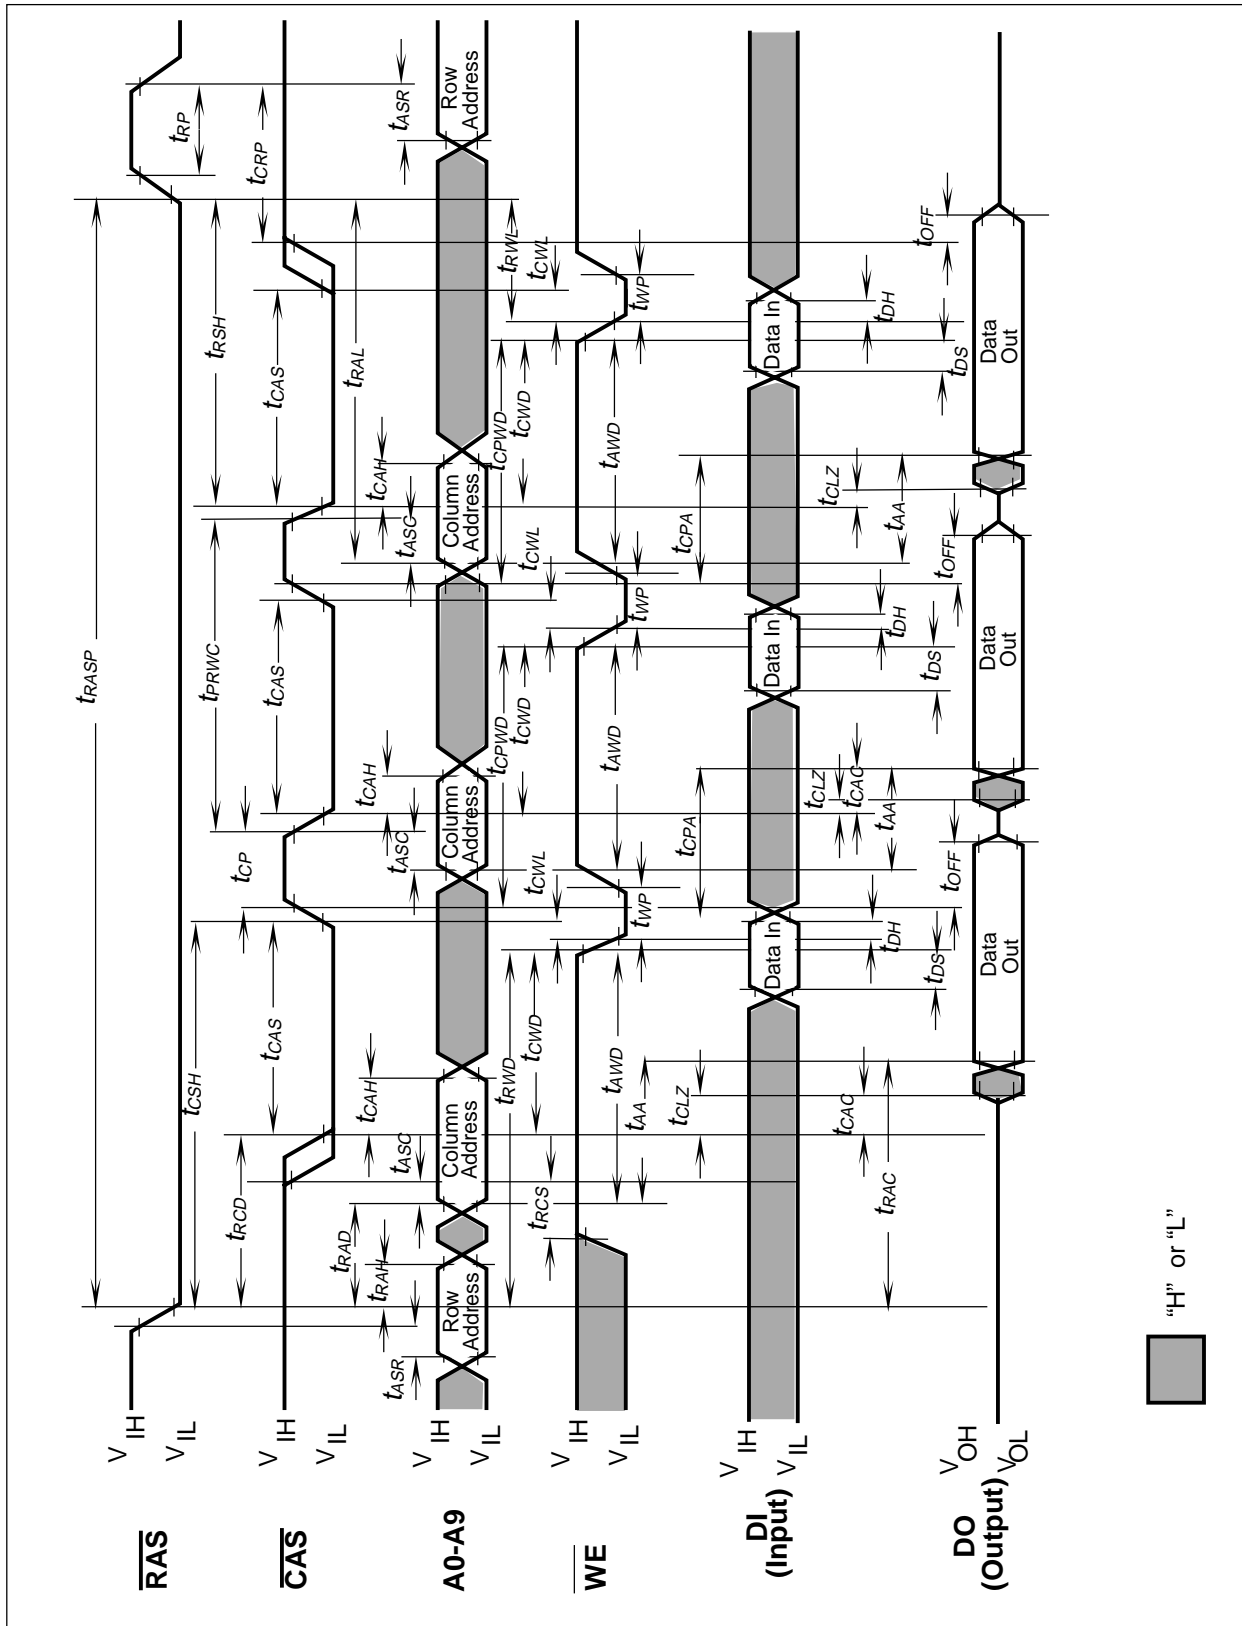 RAS
V IH
V IL
tRASP
tRP
tCSH
tCP
tPRWC
tRSH
tCRP
CAS
V IH
V IL
tRCD
tCAS
tCAS
tCAS
tRAD
tRAL
tRAH
tCAH
tCAH
tCAH
tASR
tASC
tASC
tASC
tASR
A0-A9
V IH
V IL
Row
Address
Column
Address
Column
Address
Column
Address
Row
Address
tRWD
tCPWD
tCPWD
tRWL
tCWD
tCWD
tCWD
tRCS
tCWL
tCWL
tCWL
WE
V IH
V IL
tAWD
tAWD
tAWD
tWP
tWP
tWP
tAA
tCLZ
tCPA
tCPA
DI
(Input)
V IH
V IL
Data In
Data In
Data In
tCLZ
tCLZ
tCAC
tCAC
tRAC
tDH
tAA
tDH
tAA
tDH
tDS
tOFF
tDS
tOFF
tDS
tOFF
DO
(Output)
VOH
VOL
Data
Out
Data
Out
Data
Out
“H” or “L”